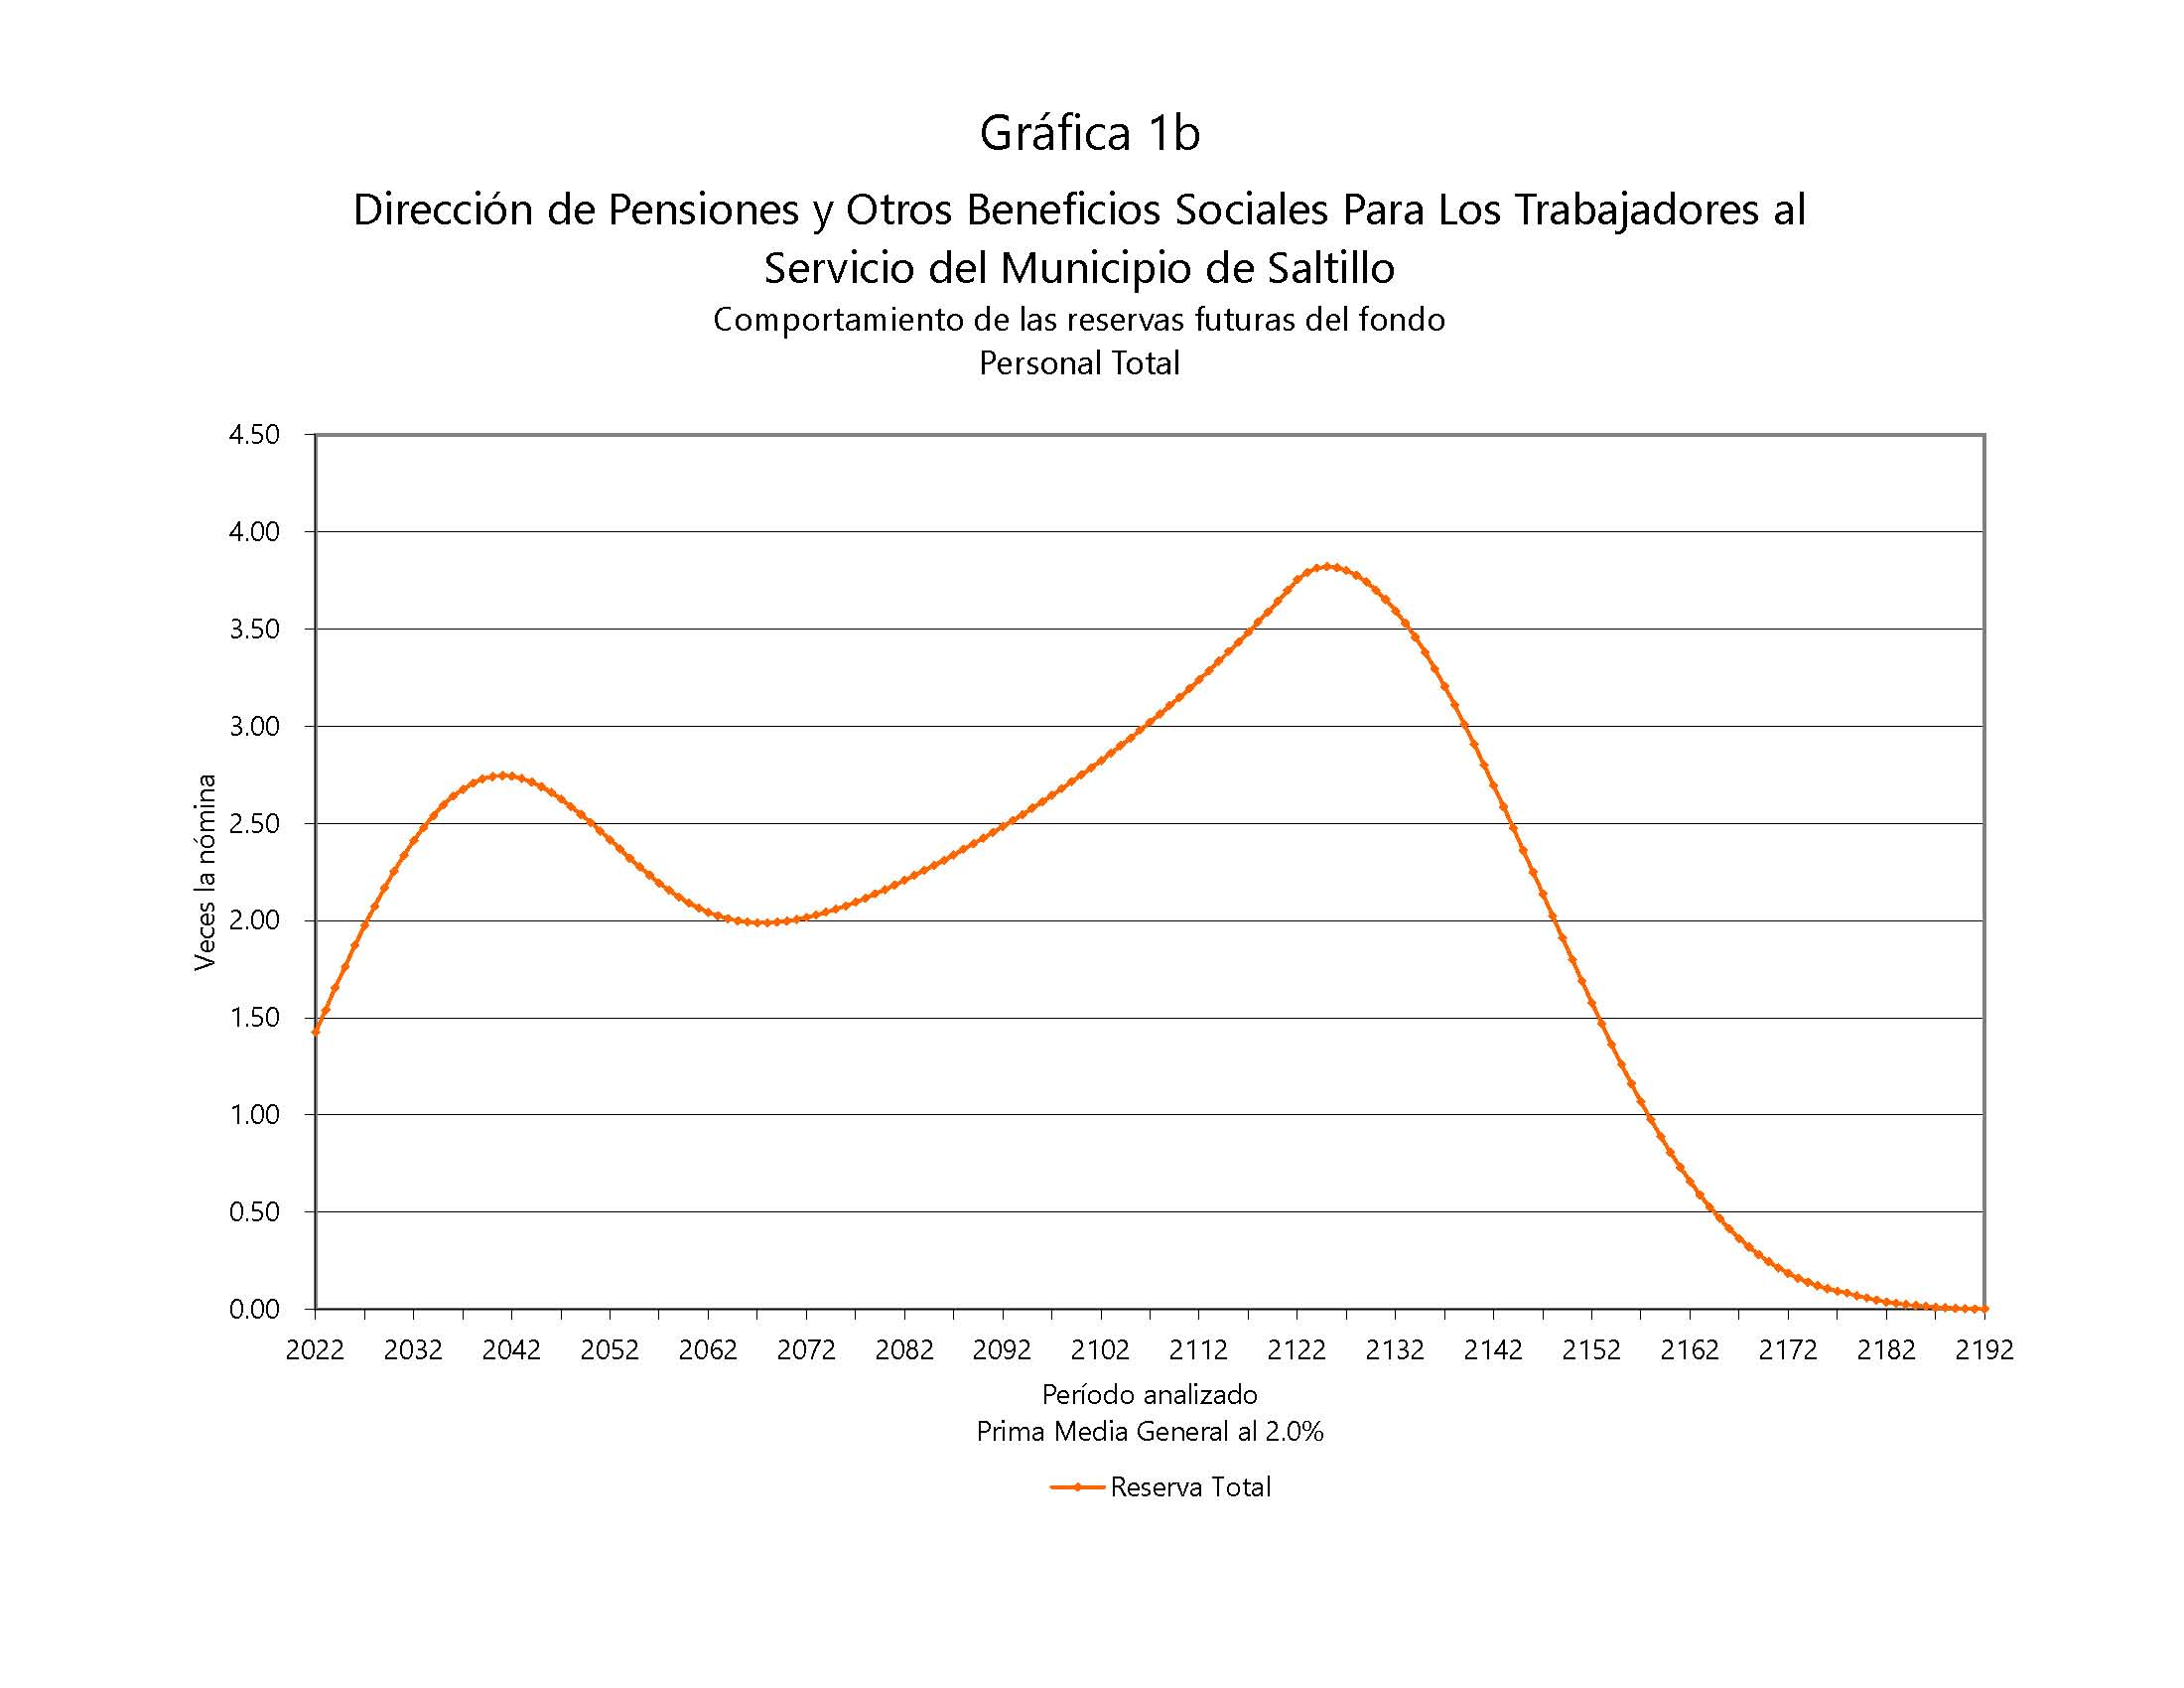 Gráfica 1b
Dirección de Pensiones y Otros Beneficios Sociales Para Los Trabajadores al
Servicio del Municipio de Saltillo
Comportamiento de las reservas futuras del fondo
Personal Total
4.50
4.00
3.50
3.00
2.50
2.00
1.50
1.00
0.50
0.00
Veces la nómina
2022 2032 2042 2052 2062 2072 2082 2092 2102 2112 2122 2132 2142 2152 2162 2172 2182 2192
Período analizado
Prima Media General al 2.0%
Reserva Total